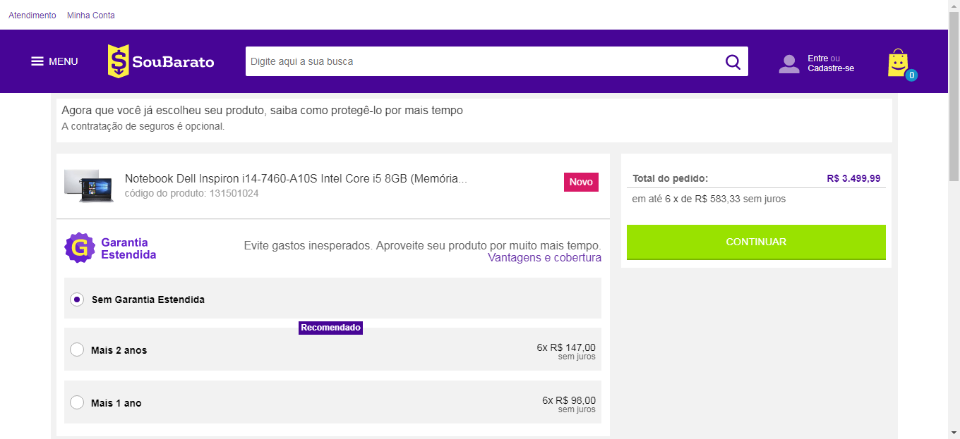 Atendimento Minha Conta
MENU
SouBarato
Digite aqui a sua busca
Entre ou
Cadastre-se
0
Agora que você já escolheu seu produto, saiba como protegê-lo por mais tempo
A contratação de seguros é opcional.
Notebook Dell Inspiron i14-7460-A10S Intel Core i5 8GB (Memória...
código do produto: 131501024
Novo
Total do pedido: R$ 3.499,99
em até 6 x de R$ 583,33 sem juros
CONTINUAR
G
Garantia
Estendida
Evite gastos inesperados. Aproveite seu produto por muito mais tempo.
Vantagens e cobertura
Sem Garantia Estendida
Recomendado
Mais 2 anos
6x R$ 147,00
sem juros
Mais 1 ano
6x R$ 98,00
sem juros